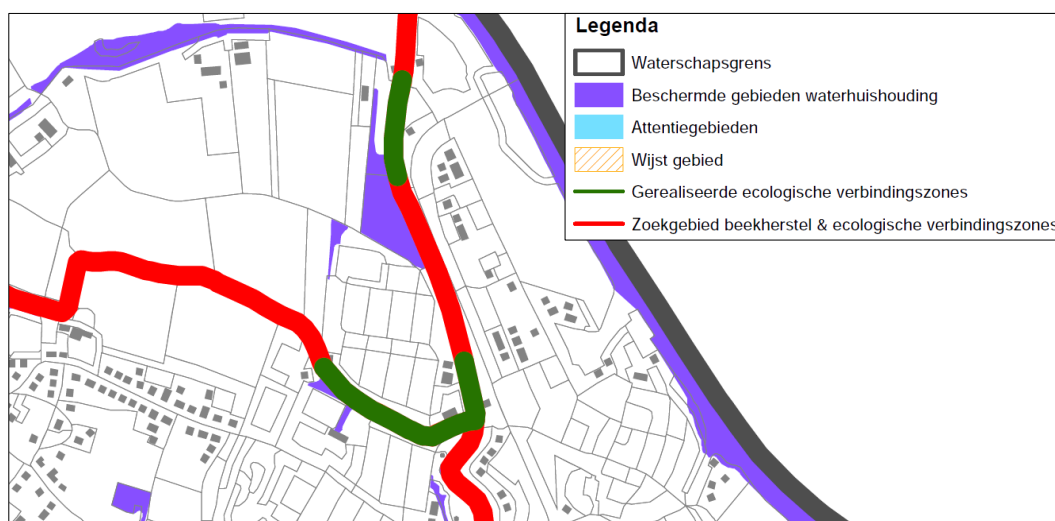 Legenda
Waterschapsgrens
Beschermde gebieden waterhuishouding
Attentiegebieden
Wijst gebied
Gerealiseerde ecologische verbindingszones
Zoekgebied beekherstel & ecologische verbindingszones